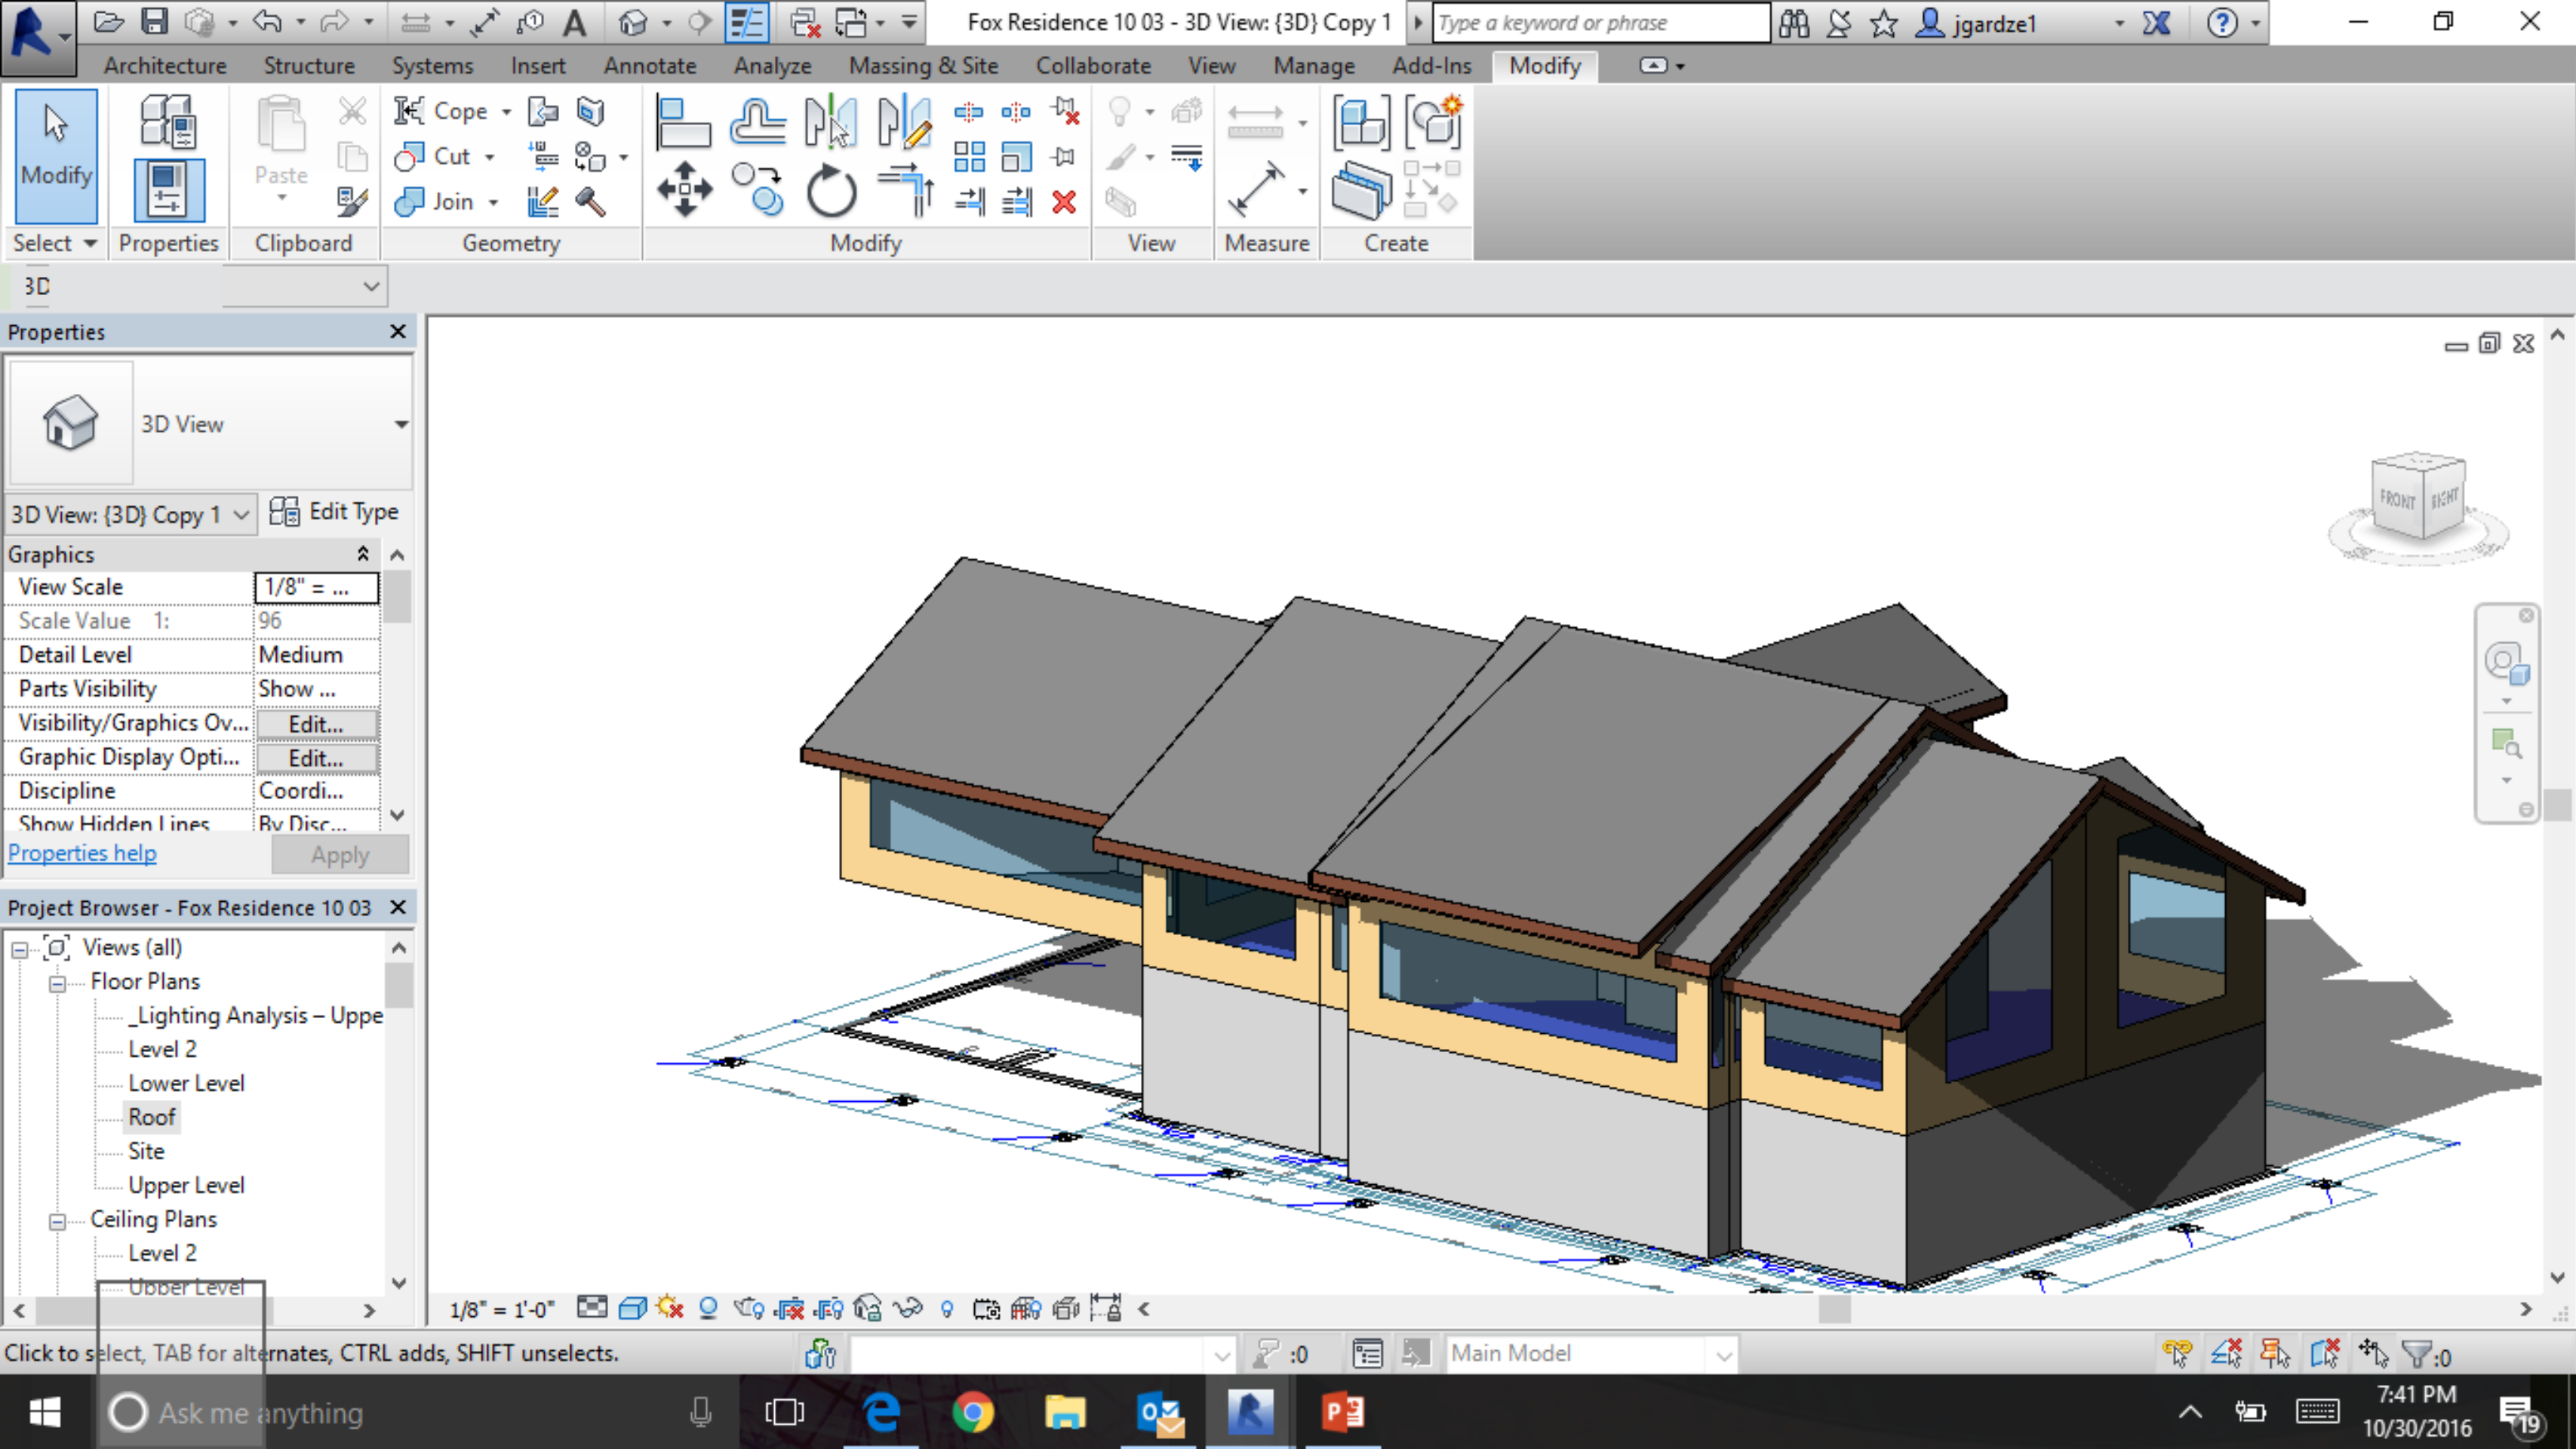 Fox Residence 10 03 - 3D View: {3D} Copy 1
Type a keyword or phrase
jgardze1
Architecture Structure Systems Insert Annotate Analyze Massing & Site Collaborate View Manage Add-Ins Modify
Modify
Paste
Cope
Cut
Join
Select Properties Clipboard Geometry Modify View Measure Create
3D
Properties
3D View
3D View: {3D} Copy 1 Edit Type
Graphics
View Scale 1/8" = ...
Scale Value 1: 96
Detail Level Medium
Parts Visibility Show ...
Visibility/Graphics Ov... Edit...
Graphic Display Opti... Edit...
Discipline Coordi...
Show Hidden Lines By Disc...
Properties help Apply
Project Browser - Fox Residence 10 03
Views (all)
Floor Plans
_Lighting Analysis – Uppe
Level 2
Lower Level
Roof
Site
Upper Level
Ceiling Plans
Level 2
Upper Level
FRONT RIGHT
1/8" = 1'-0"
Click to select, TAB for alternates, CTRL adds, SHIFT unselects.
:0
Main Model
:0
Ask me anything
7:41 PM
10/30/2016
19